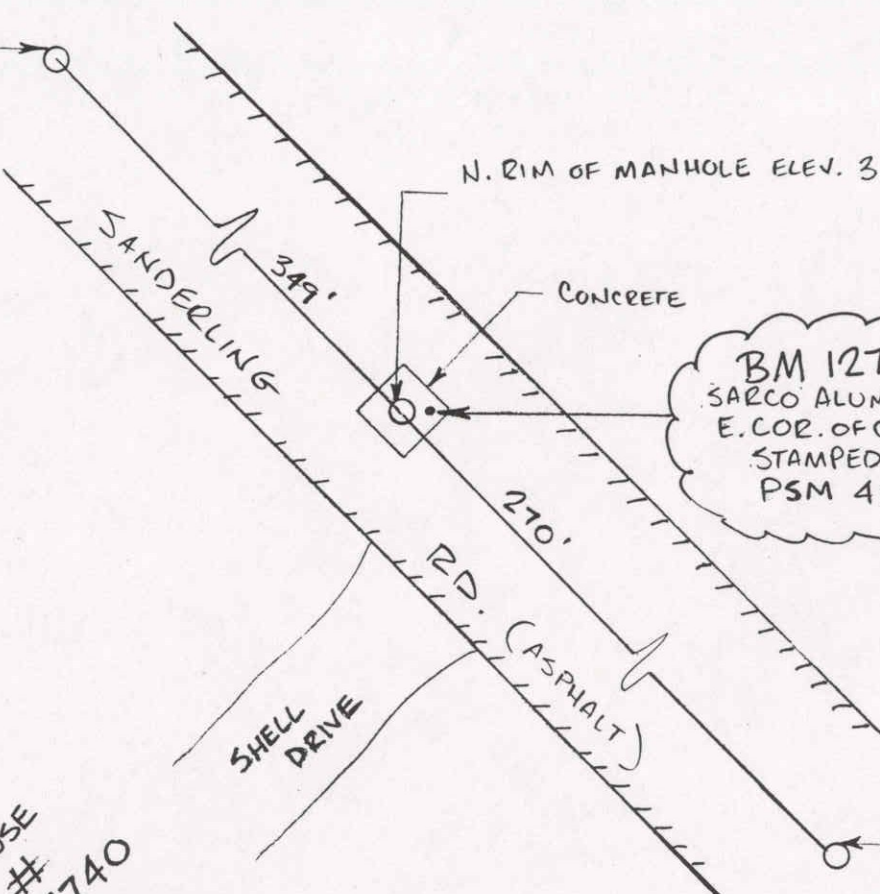 N. RIM OF MANHOLE ELEV. 3
349'
CONCRETE
SANDERLING
BM 127
SARCO ALUM
E. COR. OF
STAMPED
PSM 4
270'
RD. (ASPHALT)
SHELL
DRIVE
#